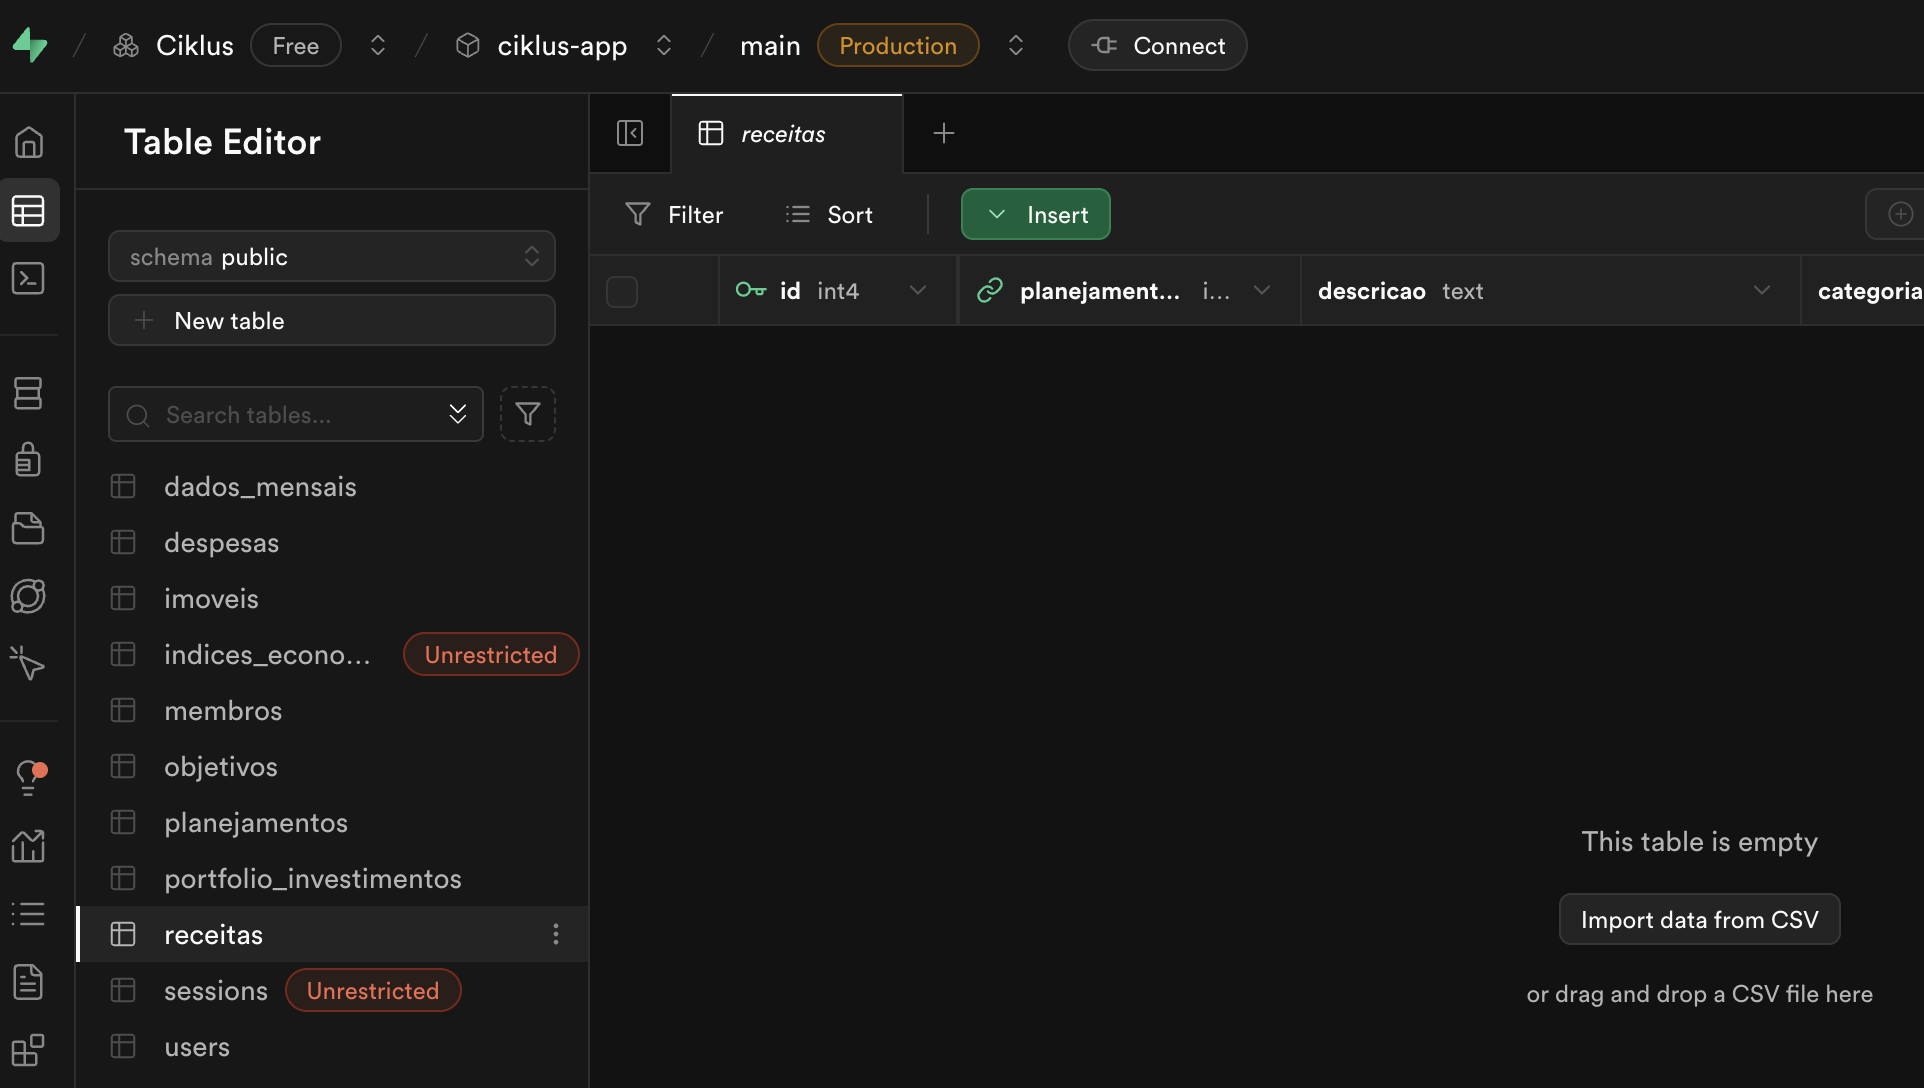 Ciklus Free ciklus-app main Production Connect
Table Editor
schema public
New table
Search tables...
dados_mensais
despesas
imoveis
indices_econo... Unrestricted
membros
objetivos
planejamentos
portfolio_investimentos
receitas
sessions Unrestricted
users
receitas
Filter Sort Insert
id int4 planejament... i... descricao text categoria
This table is empty
Import data from CSV
or drag and drop a CSV file here